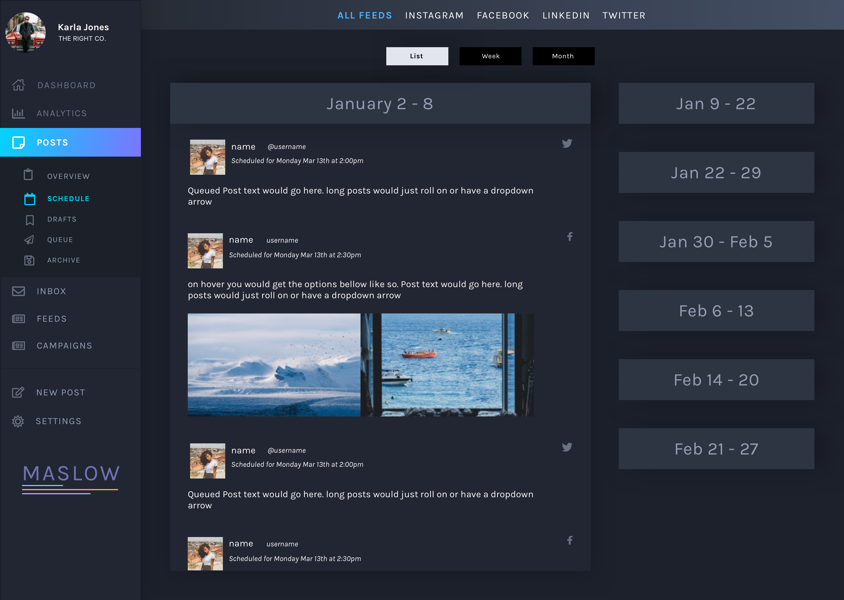 Karla Jones
THE RIGHT CO.
DASHBOARD
ANALYTICS
POSTS
OVERVIEW
SCHEDULE
DRAFTS
QUEUE
ARCHIVE
INBOX
FEEDS
CAMPAIGNS
NEW POST
SETTINGS
MASLOW
ALL FEEDS INSTAGRAM FACEBOOK LINKEDIN TWITTER
List Week Month
January 2 - 8
name @username
Scheduled for Monday Mar 13th at 2:00pm
Queued Post text would go here. long posts would just roll on or have a dropdown
arrow
name username
Scheduled for Monday Mar 13th at 2:30pm
on hover you would get the options bellow like so. Post text would go here. long
posts would just roll on or have a dropdown arrow
name @username
Scheduled for Monday Mar 13th at 2:00pm
Queued Post text would go here. long posts would just roll on or have a dropdown
arrow
name username
Scheduled for Monday Mar 13th at 2:30pm
Jan 9 - 22
Jan 22 - 29
Jan 30 - Feb 5
Feb 6 - 13
Feb 14 - 20
Feb 21 - 27